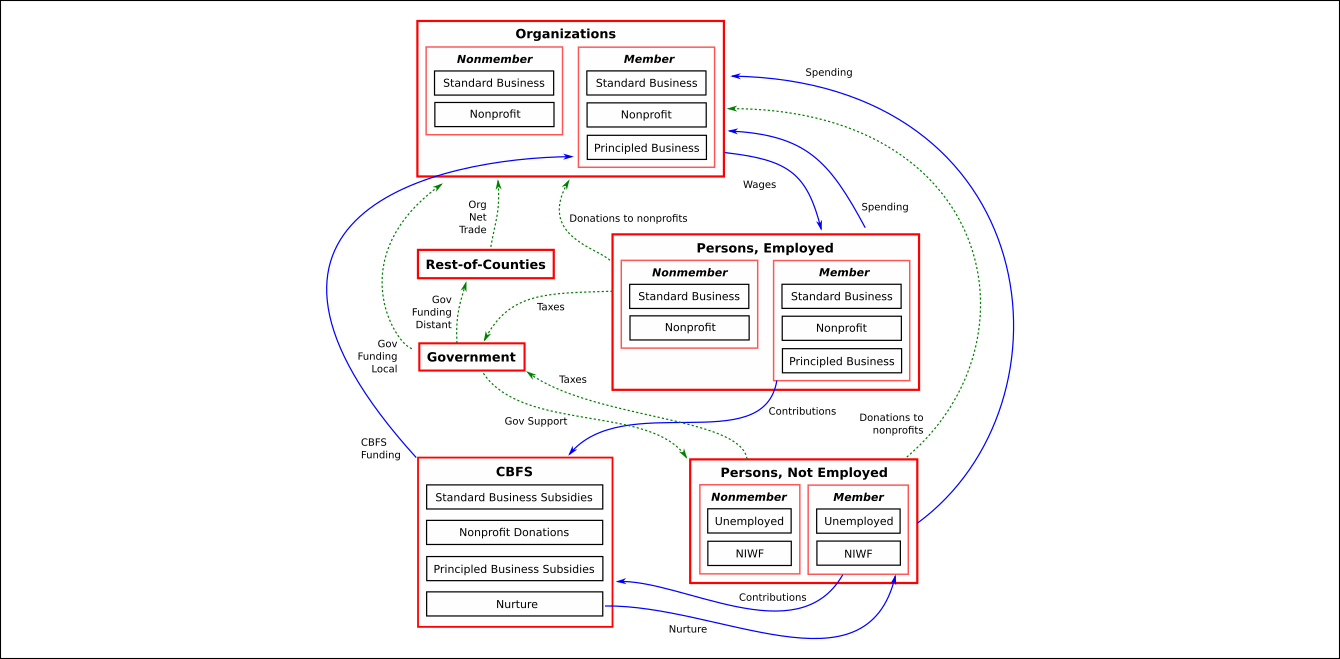 Organizations
Nonmember
Standard Business
Nonprofit
Member
Standard Business
Nonprofit
Principled Business
Spending
Wages
Spending
Org
Net
Trade
Donations to nonprofits
Persons, Employed
Nonmember
Standard Business
Nonprofit
Member
Standard Business
Nonprofit
Principled Business
Rest-of-Counties
Gov
Funding
Distant
Taxes
Gov
Funding
Local
Government
Taxes
Gov Support
Contributions
Donations to
nonprofits
CBFS
Funding
CBFS
Standard Business Subsidies
Nonprofit Donations
Principled Business Subsidies
Nurture
Persons, Not Employed
Nonmember
Unemployed
NIWF
Member
Unemployed
NIWF
Contributions
Nurture